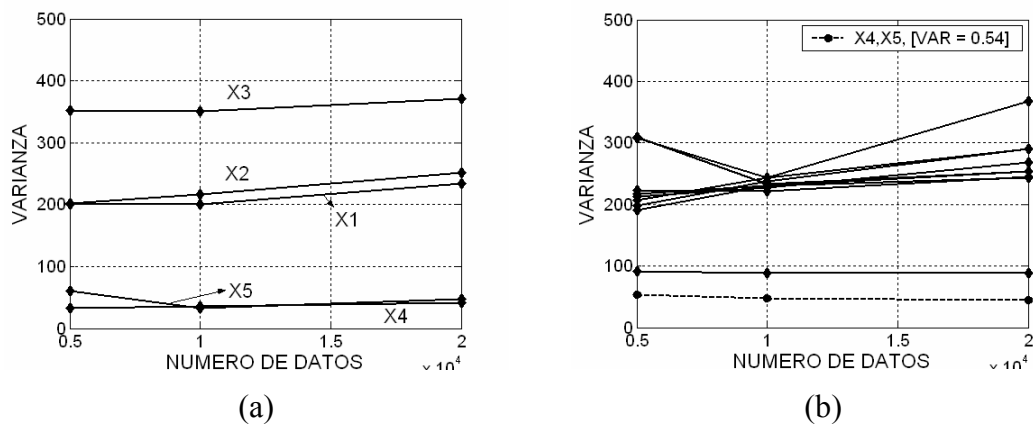 500
400
300
200
100
0
VARIANZA
X3
X2
X1
X5
X4
0.5
1
1.5
2
NUMERO DE DATOS
x 10⁴
(a)
500
400
300
200
100
0
VARIANZA
X4,X5, [VAR = 0.54]
0.5
1
1.5
2
NUMERO DE DATOS
x 10⁴
(b)